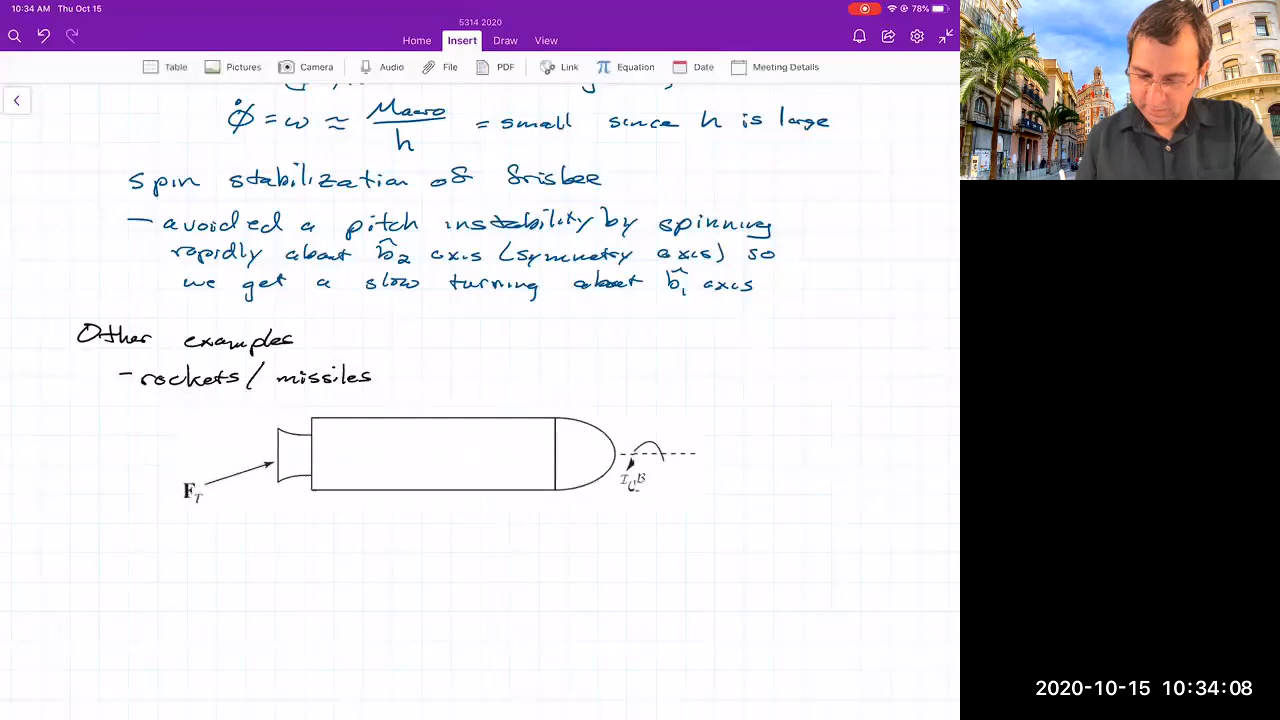 10:34 AM Thu Oct 15
78%
5314 2020
Home Insert Draw View
Table Pictures Camera Audio File PDF Link Equation Date Meeting Details
φ̇ = ω ≈ Maero / h = small since h is large
spin stabilization of frisbee
- avoided a pitch instability by spinning
rapidly about b̂₂ axis (symmetry axis) so
we get a slow turning about b̂₁ axis
Other examples
- rockets / missiles
F_T
2020-10-15 10:34:08